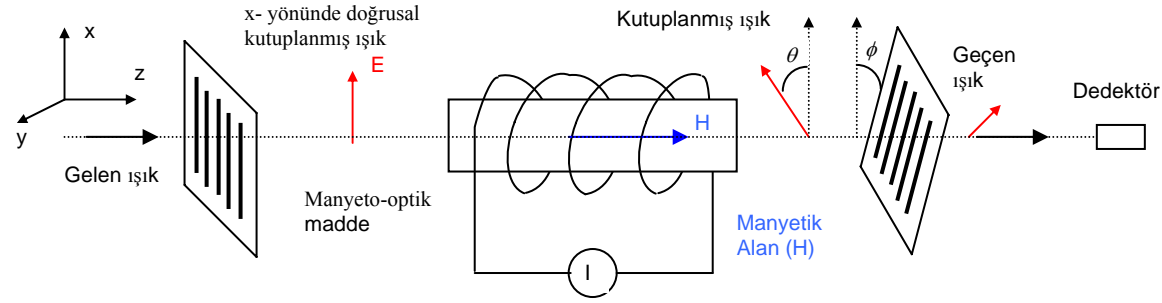 x
z
y
Gelen ışık
x- yönünde doğrusal
kutuplanmış ışık
E
Manyeto-optik
madde
H
I
Manyetik
Alan (H)
Kutuplanmış ışık
θ
ϕ
Geçen
ışık
Dedektör